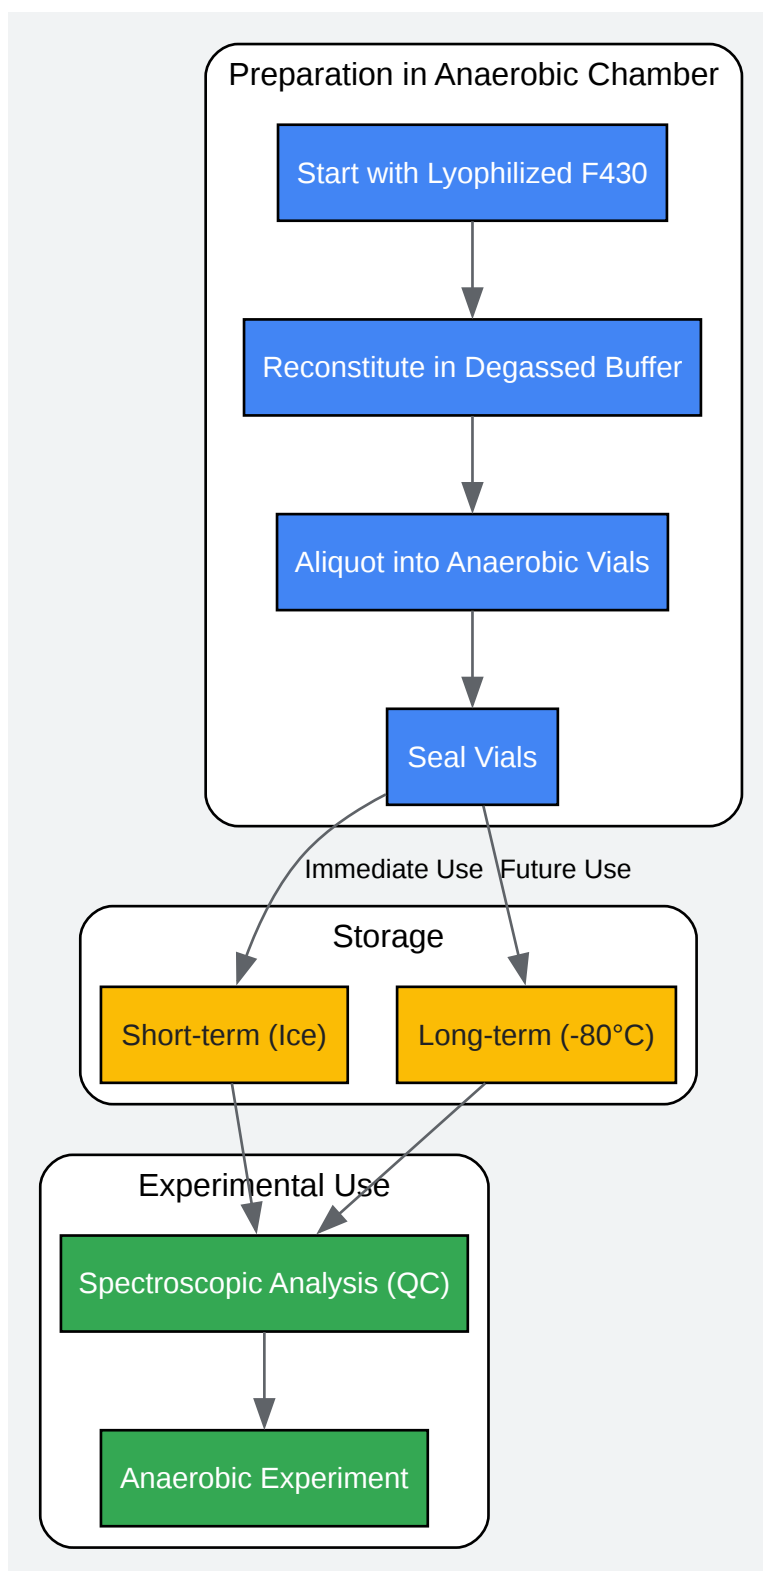 Preparation in Anaerobic Chamber
Start with Lyophilized F430
Reconstitute in Degassed Buffer
Aliquot into Anaerobic Vials
Seal Vials
Immediate Use
Future Use
Storage
Short-term (Ice)
Long-term (-80°C)
Experimental Use
Spectroscopic Analysis (QC)
Anaerobic Experiment